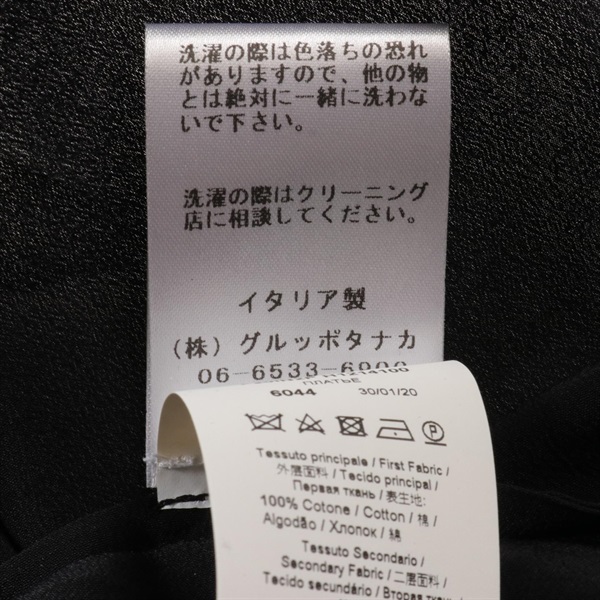 洗濯の際は色落ちの恐れ
がありますので、他の物
とは絶対に一緒に洗わな
いで下さい。
洗濯の際はクリーニング
店に相談してください。
イタリア製
(株)グルッポタナカ
06-6533-6900
ПЛАТЬЕ
6044 30/01/20
Tessuto principale / First Fabric /
外层面料 / Tecido principal /
Первая ткань / 表生地:
100% Cotone / Cotton / 棉 /
Algodão / Хлопок / 綿
Tessuto Secondario /
Secondary Fabric / 二层面料 /
Tecido secundário / Вторая ткань